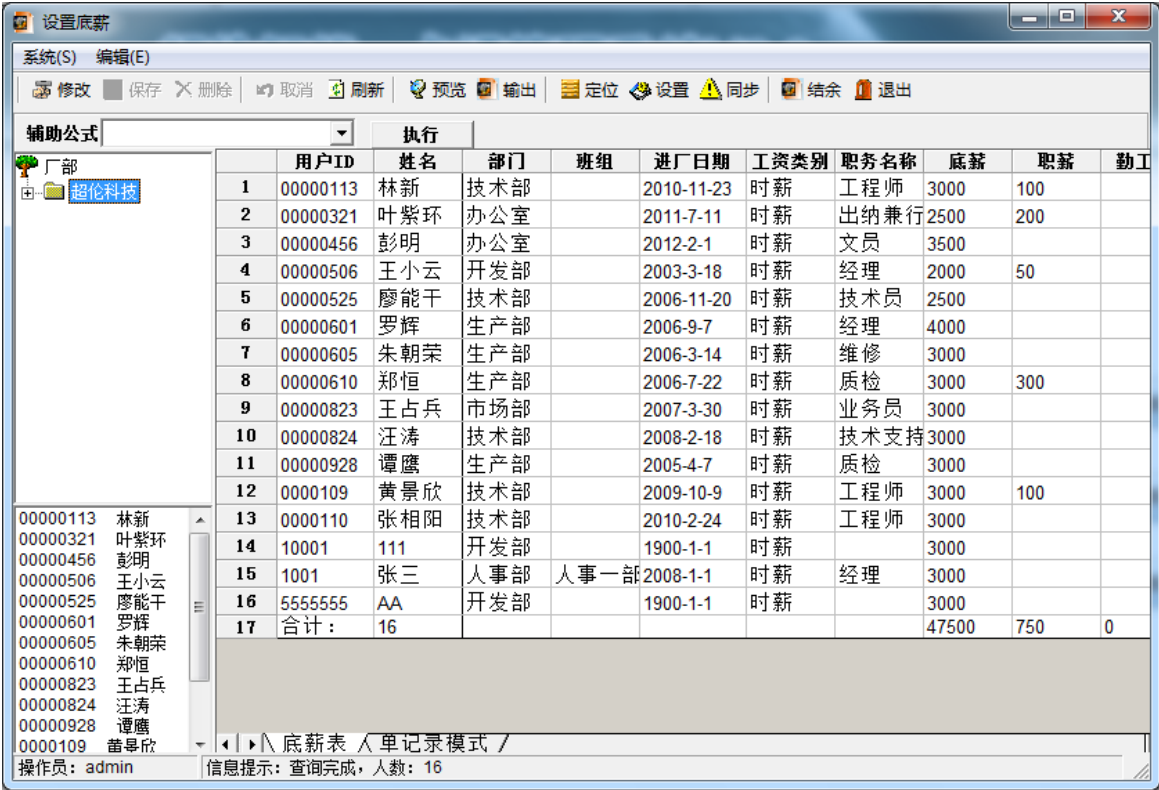 设置底薪
系统(S) 编辑(E)
修改 保存 删除 取消 刷新 预览 输出 定位 设置 同步 结余 退出
辅助公式 执行
厂部
超伦科技
用户ID 姓名 部门 班组 进厂日期 工资类别 职务名称 底薪 职薪 勤工
1 00000113 林新 技术部 2010-11-23 时薪 工程师 3000 100
2 00000321 叶紫环 办公室 2011-7-11 时薪 出纳兼行 2500 200
3 00000456 彭明 办公室 2012-2-1 时薪 文员 3500
4 00000506 王小云 开发部 2003-3-18 时薪 经理 2000 50
5 00000525 廖能干 技术部 2006-11-20 时薪 技术员 2500
6 00000601 罗辉 生产部 2006-9-7 时薪 经理 4000
7 00000605 朱朝荣 生产部 2006-3-14 时薪 维修 3000
8 00000610 郑恒 生产部 2006-7-22 时薪 质检 3000 300
9 00000823 王占兵 市场部 2007-3-30 时薪 业务员 3000
10 00000824 汪涛 技术部 2008-2-18 时薪 技术支持 3000
11 00000928 谭鹰 生产部 2005-4-7 时薪 质检 3000
12 0000109 黄景欣 技术部 2009-10-9 时薪 工程师 3000 100
13 0000110 张相阳 技术部 2010-2-24 时薪 工程师 3000
14 10001 111 开发部 1900-1-1 时薪 3000
15 1001 张三 人事部 人事一部 2008-1-1 时薪 经理 3000
16 5555555 AA 开发部 1900-1-1 时薪 3000
17 合计: 16 47500 750 0
00000113 林新
00000321 叶紫环
00000456 彭明
00000506 王小云
00000525 廖能干
00000601 罗辉
00000605 朱朝荣
00000610 郑恒
00000823 王占兵
00000824 汪涛
00000928 谭鹰
0000109 黄景欣
底薪表 单记录模式
操作员: admin 信息提示: 查询完成, 人数: 16